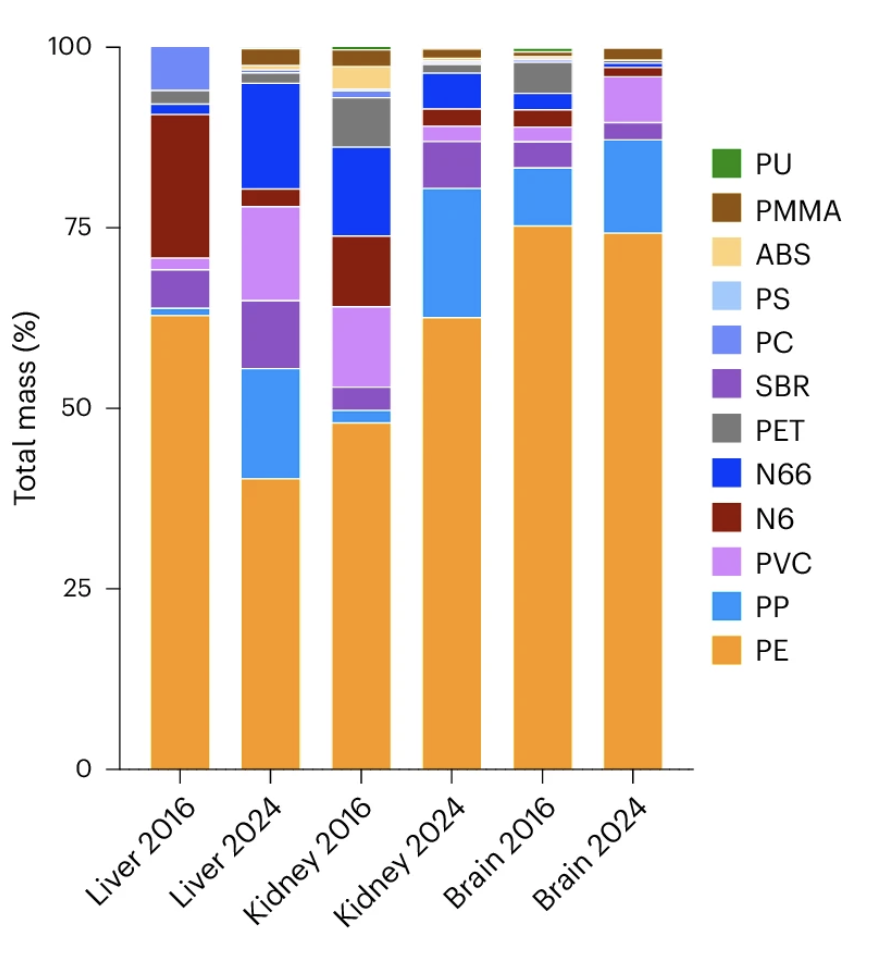 100
75
50
25
0
Total mass (%)
Liver 2016
Liver 2024
Kidney 2016
Kidney 2024
Brain 2016
Brain 2024
PU
PMMA
ABS
PS
PC
SBR
PET
N66
N6
PVC
PP
PE